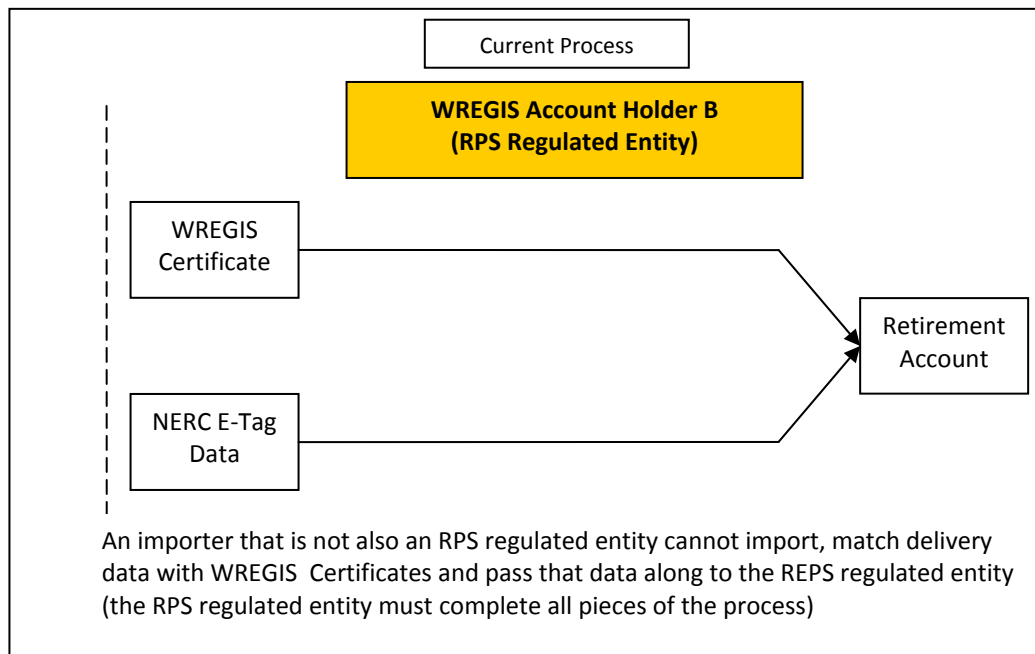 Current Process
WREGIS Account Holder B
(RPS Regulated Entity)
WREGIS
Certificate
Retirement
Account
NERC E-Tag
Data
An importer that is not also an RPS regulated entity cannot import, match delivery
data with WREGIS  Certificates and pass that data along to the REPS regulated entity
(the RPS regulated entity must complete all pieces of the process)